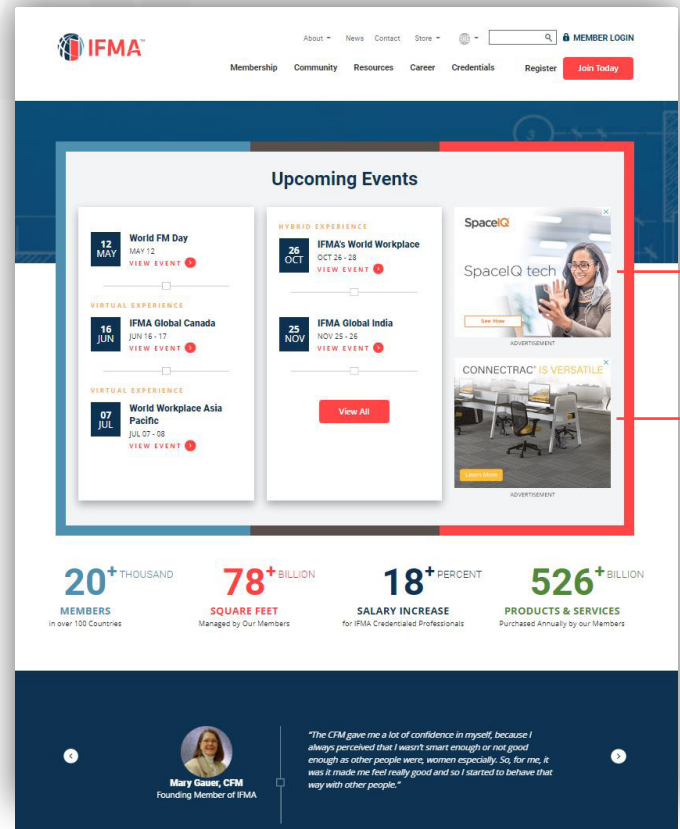 IFMA™
About News Contact Store
MEMBER LOGIN
Membership Community Resources Career Credentials Register Join Today
Upcoming Events
12 MAY
World FM Day
MAY 12
VIEW EVENT
VIRTUAL EXPERIENCE
16 JUN
IFMA Global Canada
JUN 16 - 17
VIEW EVENT
VIRTUAL EXPERIENCE
07 JUL
World Workplace Asia
Pacific
JUL 07 - 08
VIEW EVENT
HYBRID EXPERIENCE
26 OCT
IFMA's World Workplace
OCT 26 - 28
VIEW EVENT
25 NOV
IFMA Global India
NOV 25 - 26
VIEW EVENT
View All
SpaceIQ
SpaceIQ tech
See Now
ADVERTISEMENT
CONNECTRAC® IS VERSATILE
Learn More
ADVERTISEMENT
20+ THOUSAND
MEMBERS
in over 100 Countries
78+ BILLION
SQUARE FEET
Managed by Our Members
18+ PERCENT
SALARY INCREASE
for IFMA Credentialed Professionals
526+ BILLION
PRODUCTS & SERVICES
Purchased Annually by our Members
Mary Gauer, CFM
Founding Member of IFMA
"The CFM gave me a lot of confidence in myself, because I
always perceived that I wasn't smart enough or not good
enough as other people were, women especially. So, for me, it
was it made me feel really good and so I started to behave that
way with other people."